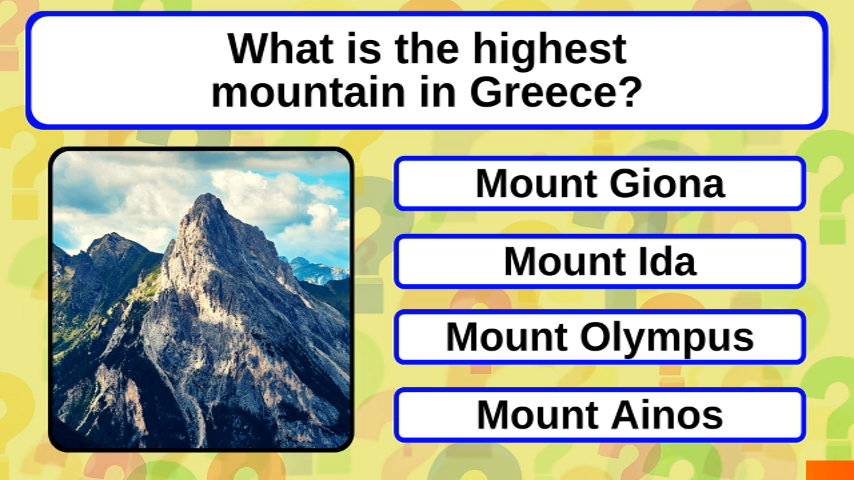 What is the highest
mountain in Greece?
Mount Giona
Mount Ida
Mount Olympus
Mount Ainos